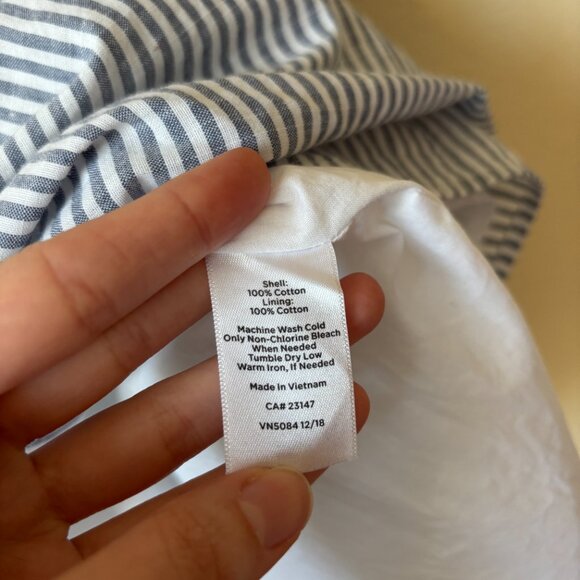 Shell:
100% Cotton
Lining:
100% Cotton
Machine Wash Cold
Only Non-Chlorine Bleach
When Needed
Tumble Dry Low
Warm Iron, If Needed
Made in Vietnam
CA# 23147
VN5084 12/18